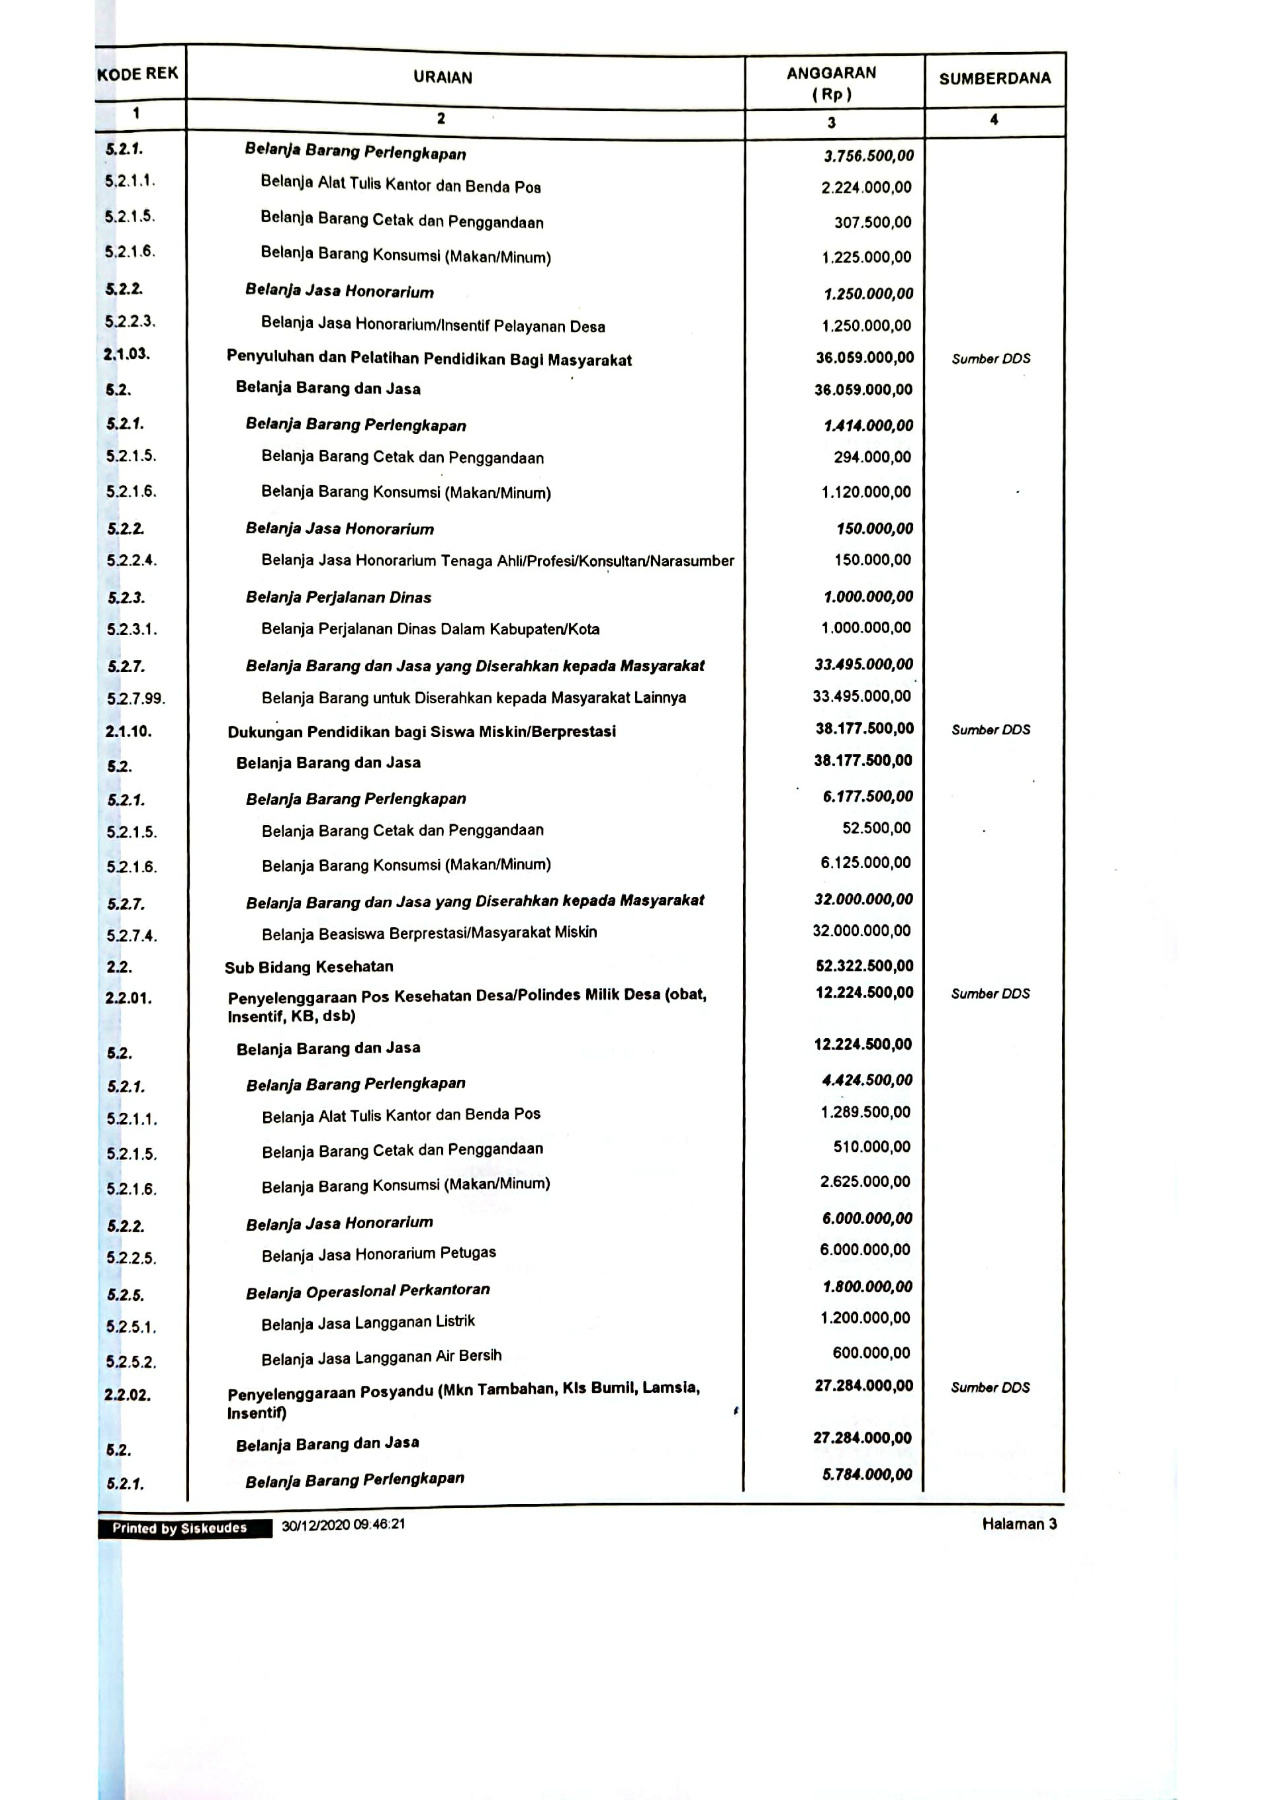 KODE REK URAIAN ANGGARAN (Rp) SUMBERDANA
1 2 3 4
5.2.1. Belanja Barang Perlengkapan 3.756.500,00
5.2.1.1. Belanja Alat Tulis Kantor dan Benda Pos 2.224.000,00
5.2.1.5. Belanja Barang Cetak dan Penggandaan 307.500,00
5.2.1.6. Belanja Barang Konsumsi (Makan/Minum) 1.225.000,00
5.2.2. Belanja Jasa Honorarium 1.250.000,00
5.2.2.3. Belanja Jasa Honorarium/Insentif Pelayanan Desa 1.250.000,00
2.1.03. Penyuluhan dan Pelatihan Pendidikan Bagi Masyarakat 36.059.000,00 Sumber DDS
5.2. Belanja Barang dan Jasa 36.059.000,00
5.2.1. Belanja Barang Perlengkapan 1.414.000,00
5.2.1.5. Belanja Barang Cetak dan Penggandaan 294.000,00
5.2.1.6. Belanja Barang Konsumsi (Makan/Minum) 1.120.000,00
5.2.2. Belanja Jasa Honorarium 150.000,00
5.2.2.4. Belanja Jasa Honorarium Tenaga Ahli/Profesi/Konsultan/Narasumber 150.000,00
5.2.3. Belanja Perjalanan Dinas 1.000.000,00
5.2.3.1. Belanja Perjalanan Dinas Dalam Kabupaten/Kota 1.000.000,00
5.2.7. Belanja Barang dan Jasa yang Diserahkan kepada Masyarakat 33.495.000,00
5.2.7.99. Belanja Barang untuk Diserahkan kepada Masyarakat Lainnya 33.495.000,00
2.1.10. Dukungan Pendidikan bagi Siswa Miskin/Berprestasi 38.177.500,00 Sumber DDS
5.2. Belanja Barang dan Jasa 38.177.500,00
5.2.1. Belanja Barang Perlengkapan 6.177.500,00
5.2.1.5. Belanja Barang Cetak dan Penggandaan 52.500,00
5.2.1.6. Belanja Barang Konsumsi (Makan/Minum) 6.125.000,00
5.2.7. Belanja Barang dan Jasa yang Diserahkan kepada Masyarakat 32.000.000,00
5.2.7.4. Belanja Beasiswa Berprestasi/Masyarakat Miskin 32.000.000,00
2.2. Sub Bidang Kesehatan 52.322.500,00
2.2.01. Penyelenggaraan Pos Kesehatan Desa/Polindes Milik Desa (obat, 12.224.500,00 Sumber DDS
Insentif, KB, dsb)
5.2. Belanja Barang dan Jasa 12.224.500,00
5.2.1. Belanja Barang Perlengkapan 4.424.500,00
5.2.1.1. Belanja Alat Tulis Kantor dan Benda Pos 1.289.500,00
5.2.1.5. Belanja Barang Cetak dan Penggandaan 510.000,00
5.2.1.6. Belanja Barang Konsumsi (Makan/Minum) 2.625.000,00
5.2.2. Belanja Jasa Honorarium 6.000.000,00
5.2.2.5. Belanja Jasa Honorarium Petugas 6.000.000,00
5.2.5. Belanja Operasional Perkantoran 1.800.000,00
5.2.5.1. Belanja Jasa Langganan Listrik 1.200.000,00
5.2.5.2. Belanja Jasa Langganan Air Bersih 600.000,00
2.2.02. Penyelenggaraan Posyandu (Mkn Tambahan, Kls Bumil, Lamsia, 27.284.000,00 Sumber DDS
Insentif)
5.2. Belanja Barang dan Jasa 27.284.000,00
5.2.1. Belanja Barang Perlengkapan 5.784.000,00
Printed by Siskeudes 30/12/2020 09:46:21 Halaman 3